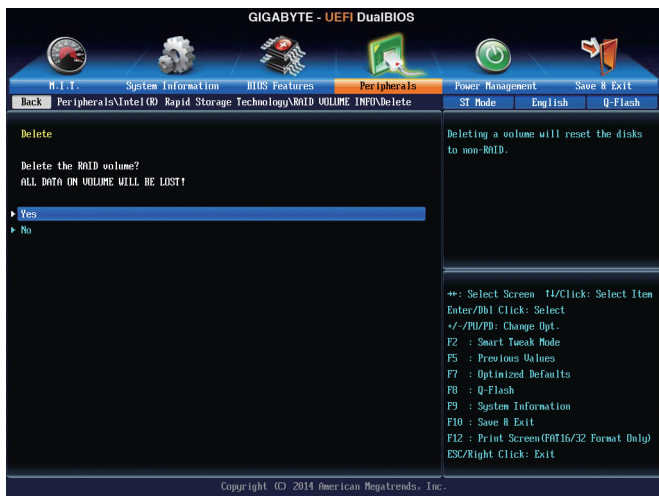 GIGABYTE - UEFI DualBIOS
M.I.T.
System Information
BIOS Features
Peripherals
Power Management
Save & Exit
Back Peripherals\Intel(R) Rapid Storage Technology\RAID VOLUME INFO\Delete
ST Mode English Q-Flash
Delete
Delete the RAID volume?
ALL DATA ON VOLUME WILL BE LOST!
Yes
No
Deleting a volume will reset the disks
to non-RAID.
→←: Select Screen ↑↓/Click: Select Item
Enter/Dbl Click: Select
+/-/PU/PD: Change Opt.
F2 : Smart Tweak Mode
F5 : Previous Values
F7 : Optimized Defaults
F8 : Q-Flash
F9 : System Information
F10 : Save & Exit
F12 : Print Screen(FAT16/32 Format Only)
ESC/Right Click: Exit
Copyright (C) 2014 American Megatrends, Inc.